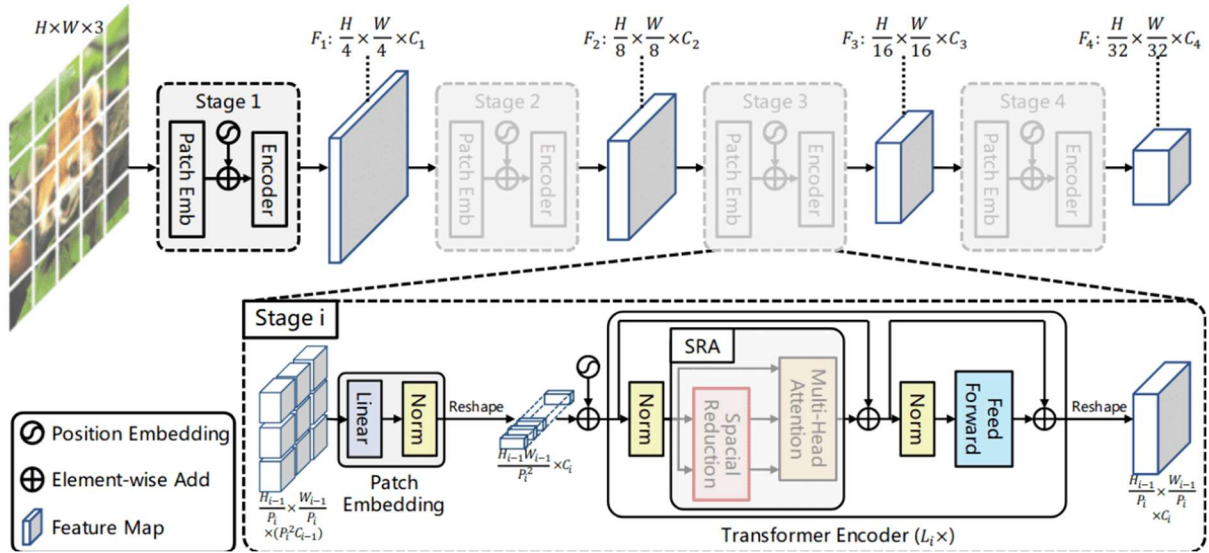 H×W×3
F₁: H/4 × W/4 × C₁
F₂: H/8 × W/8 × C₂
F₃: H/16 × W/16 × C₃
F₄: H/32 × W/32 × C₄
Stage 1
Patch Emb
Encoder
Stage 2
Patch Emb
Encoder
Stage 3
Patch Emb
Encoder
Stage 4
Patch Emb
Encoder
Stage i
Linear
Norm
Patch
Embedding
Reshape
Norm
SRA
Spacial
Reduction
Multi-Head
Attention
Norm
Feed
Forward
Reshape
Hᵢ₋₁/Pᵢ × Wᵢ₋₁/Pᵢ
×(Pᵢ²Cᵢ₋₁)
Hᵢ₋₁Wᵢ₋₁/Pᵢ² ×Cᵢ
Hᵢ₋₁/Pᵢ × Wᵢ₋₁/Pᵢ
×Cᵢ
Transformer Encoder (Lᵢ×)
Position Embedding
Element-wise Add
Feature Map